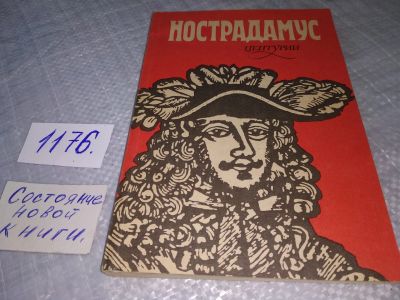 НОСТРАДАМУС
ЦЕНТУРИИ
1176.
Состояние
новой
книги.